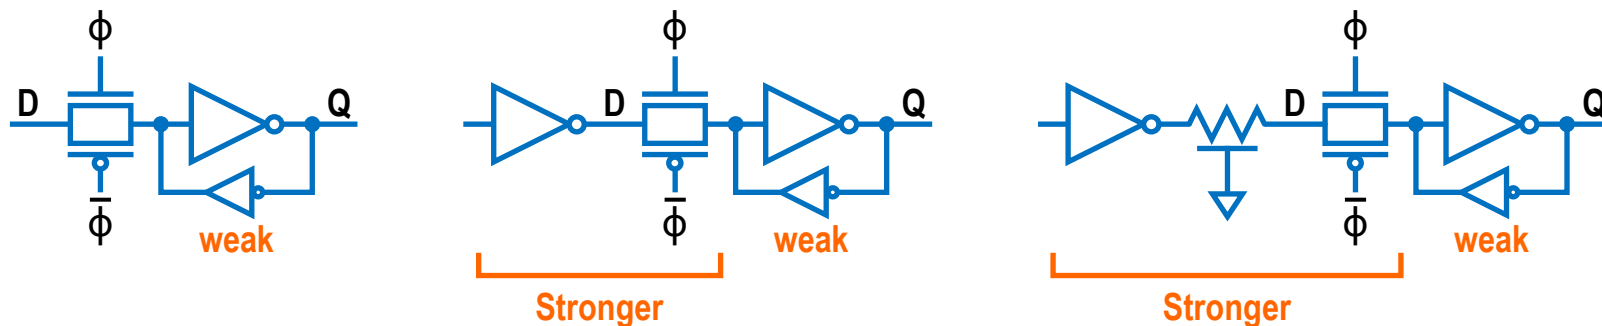 ϕ ϕ ϕ
D Q D Q D Q
ϕ̅ ϕ̅ ϕ̅
weak weak weak
Stronger Stronger